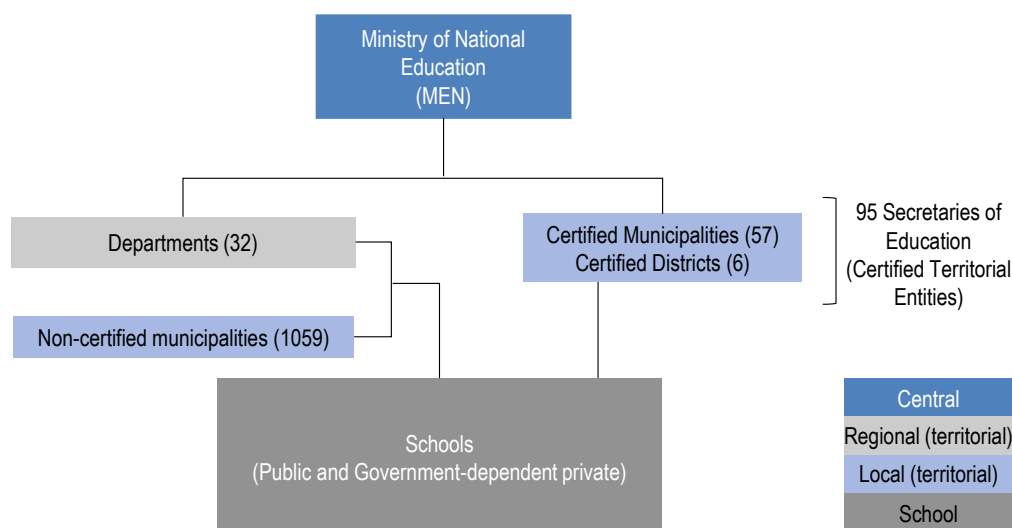 Ministry of National
Education
(MEN)
Departments (32)
Certified Municipalities (57)
Certified Districts (6)
95 Secretaries of
Education
(Certified Territorial
Entities)
Non-certified municipalities (1059)
Schools
(Public and Government-dependent private)
Central
Regional (territorial)
Local (territorial)
School